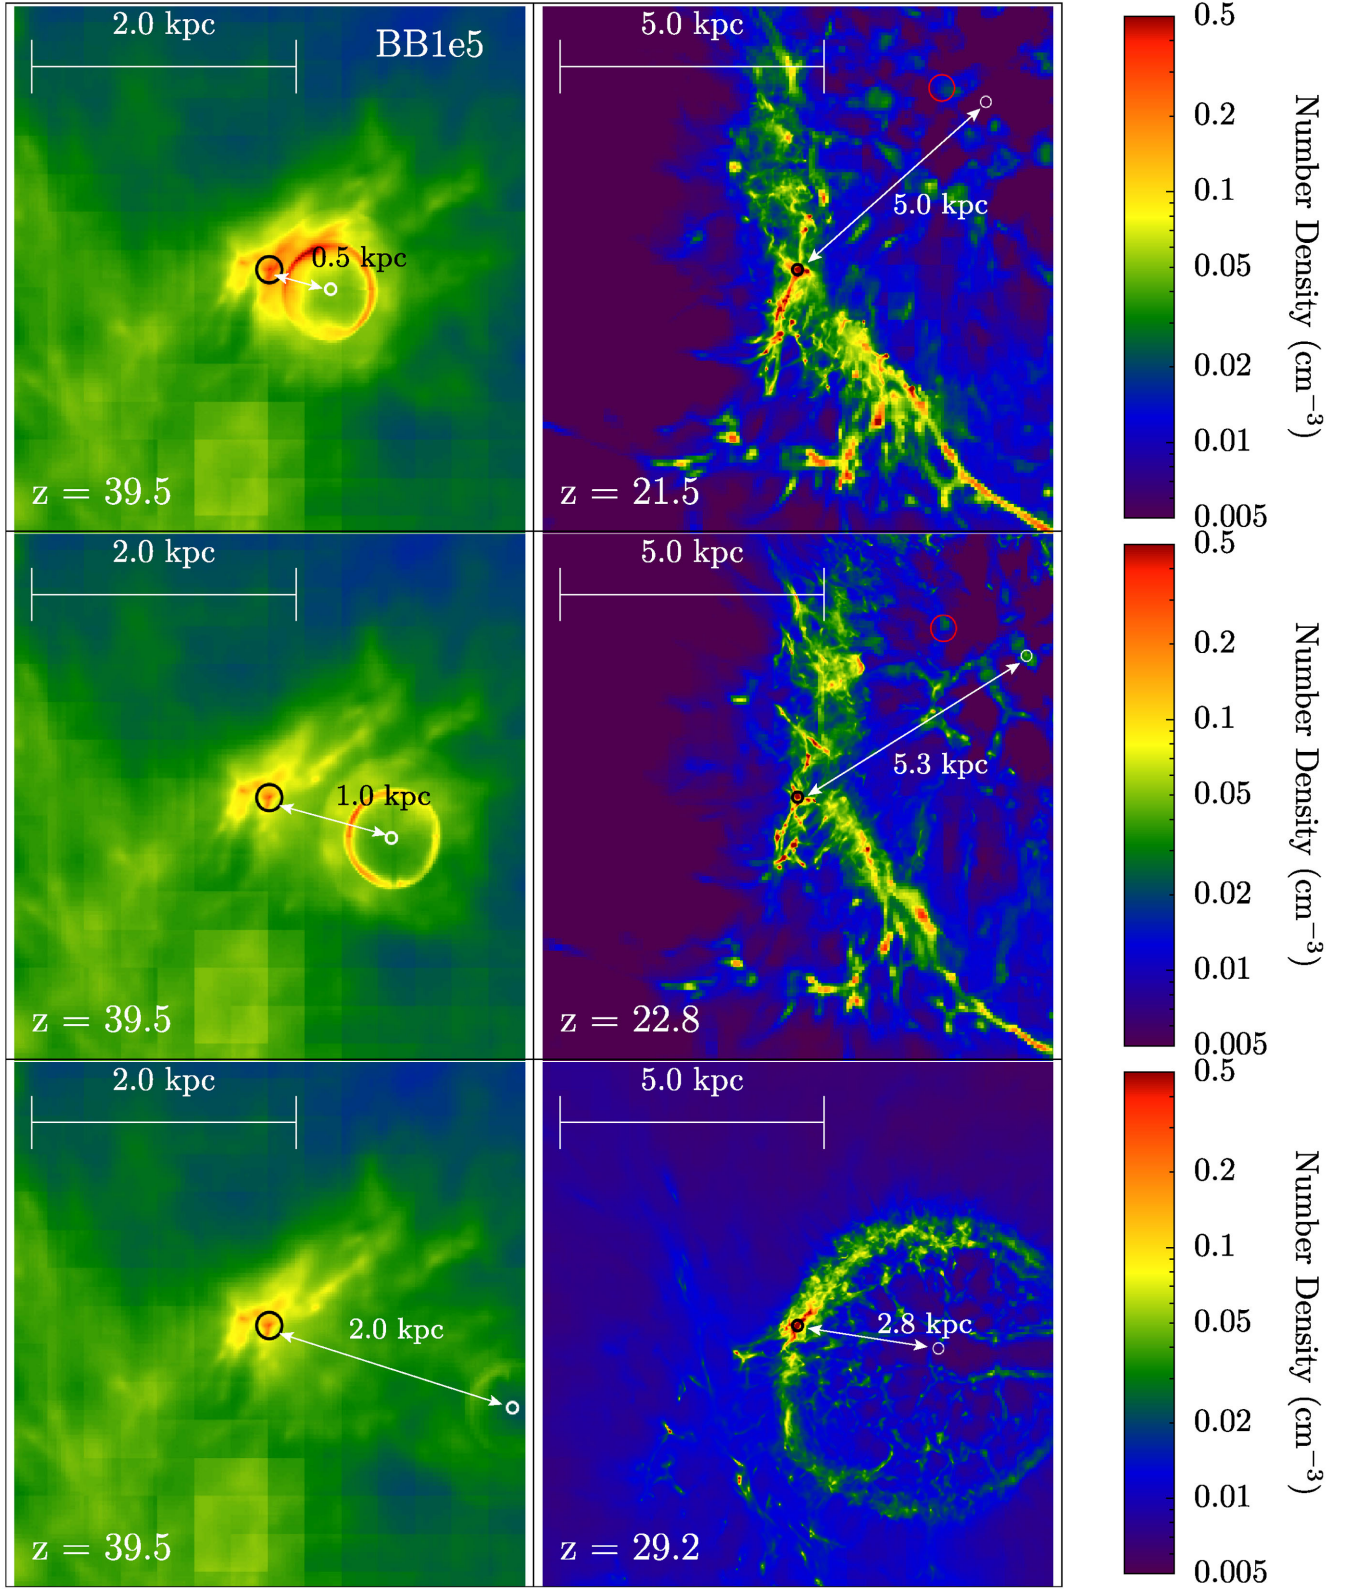 2.0 kpc
BB1e5
0.5 kpc
z = 39.5
5.0 kpc
5.0 kpc
z = 21.5
0.5
0.2
0.1
0.05
0.02
0.01
0.005
Number Density (cm⁻³)
2.0 kpc
1.0 kpc
z = 39.5
5.0 kpc
5.3 kpc
z = 22.8
0.5
0.2
0.1
0.05
0.02
0.01
0.005
Number Density (cm⁻³)
2.0 kpc
2.0 kpc
z = 39.5
5.0 kpc
2.8 kpc
z = 29.2
0.5
0.2
0.1
0.05
0.02
0.01
0.005
Number Density (cm⁻³)